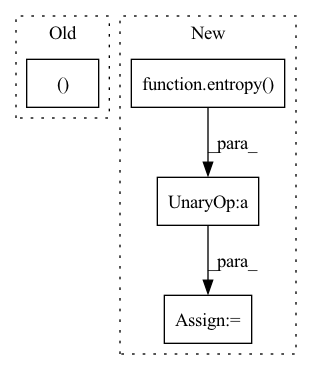 Old
New
()
function.entropy()
_para_
UnaryOp:a
_para_
Assign:=